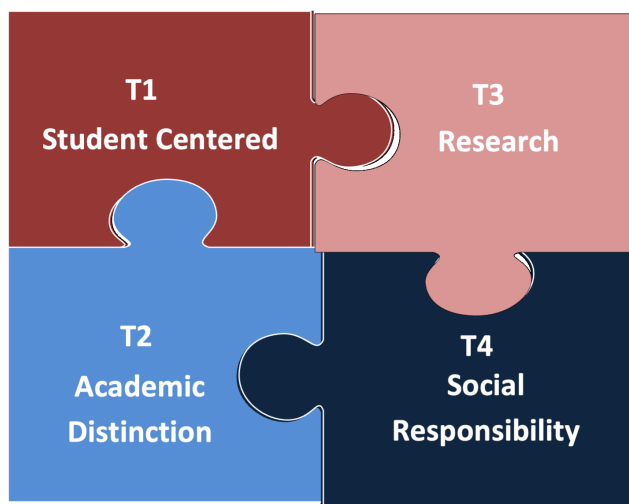 T1
Student Centered
T3
Research
T2
Academic
Distinction
T4
Social
Responsibility